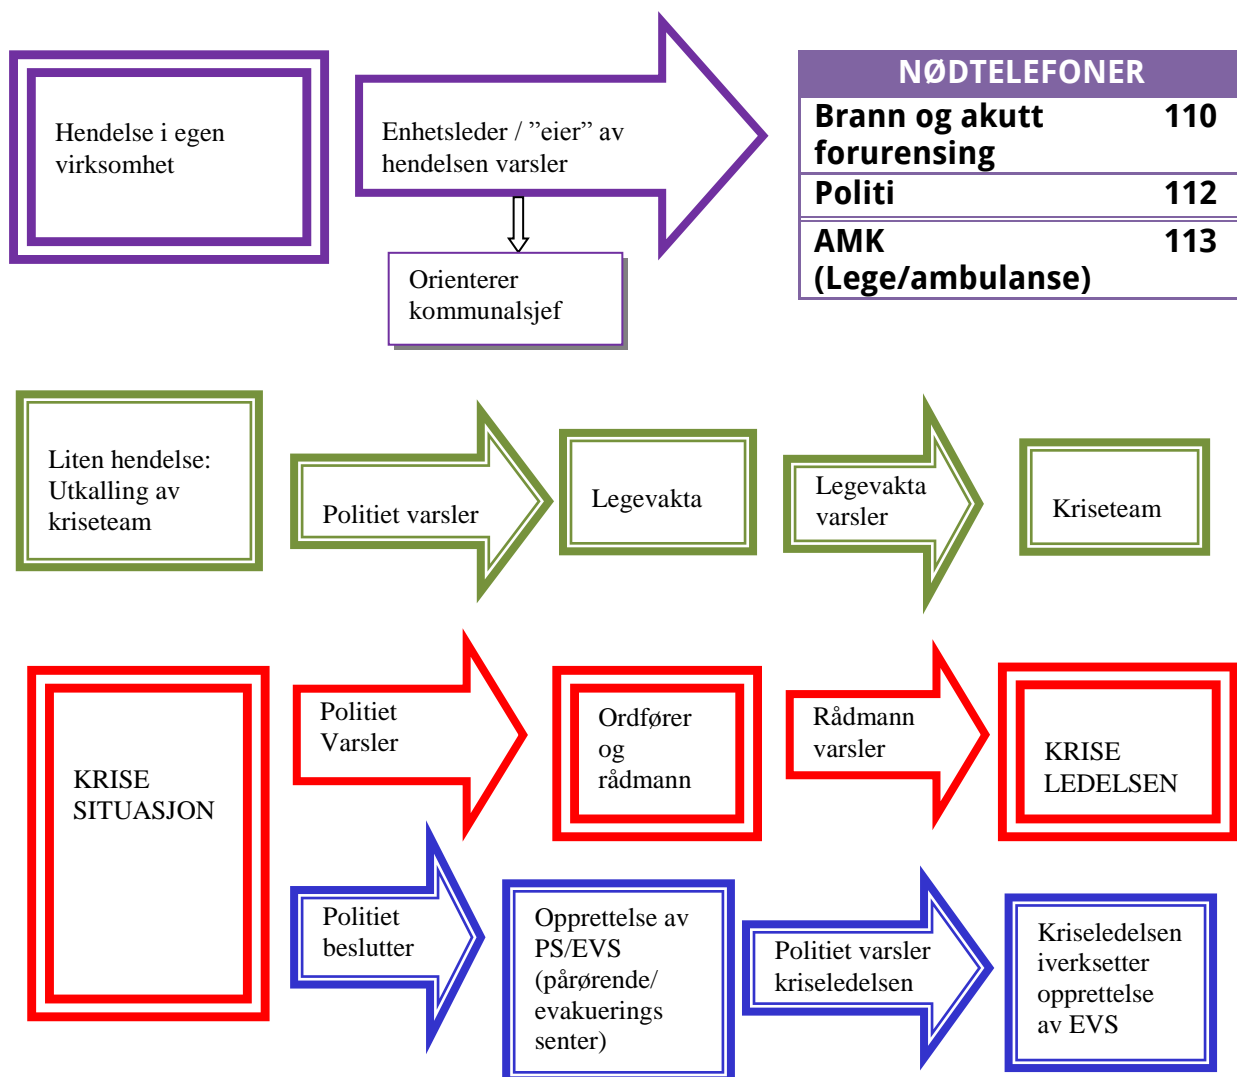 Hendelse i egen
virksomhet
Enhetsleder / ”eier” av
hendelsen varsler
Orienterer
kommunalsjef
NØDTELEFONER
Brann og akutt 110
forurensing
Politi 112
AMK 113
(Lege/ambulanse)
Liten hendelse:
Utkalling av
kriseteam
Politiet varsler
Legevakta
Legevakta
varsler
Kriseteam
KRISE
SITUASJON
Politiet
Varsler
Ordfører
og
rådmann
Rådmann
varsler
KRISE
LEDELSEN
Politiet
beslutter
Opprettelse av
PS/EVS
(pårørende/
evakuerings
senter)
Politiet varsler
kriseledelsen
Kriseledelsen
iverksetter
opprettelse
av EVS